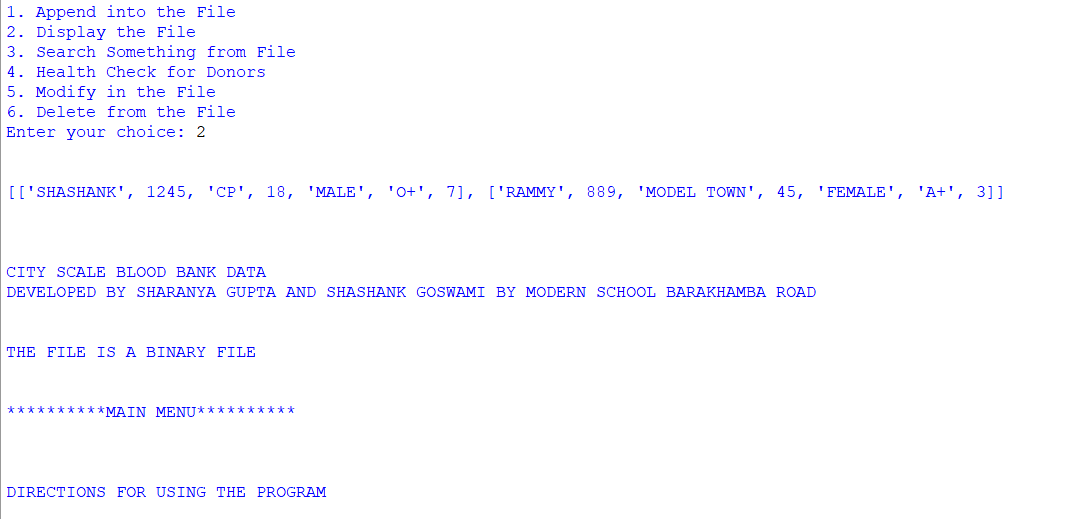 1. Append into the File
2. Display the File
3. Search Something from File
4. Health Check for Donors
5. Modify in the File
6. Delete from the File
Enter your choice: 2
[['SHASHANK', 1245, 'CP', 18, 'MALE', 'O+', 7], ['RAMMY', 889, 'MODEL TOWN', 45, 'FEMALE', 'A+', 3]]
CITY SCALE BLOOD BANK DATA
DEVELOPED BY SHARANYA GUPTA AND SHASHANK GOSWAMI BY MODERN SCHOOL BARAKHAMBA ROAD
THE FILE IS A BINARY FILE
**********MAIN MENU**********
DIRECTIONS FOR USING THE PROGRAM